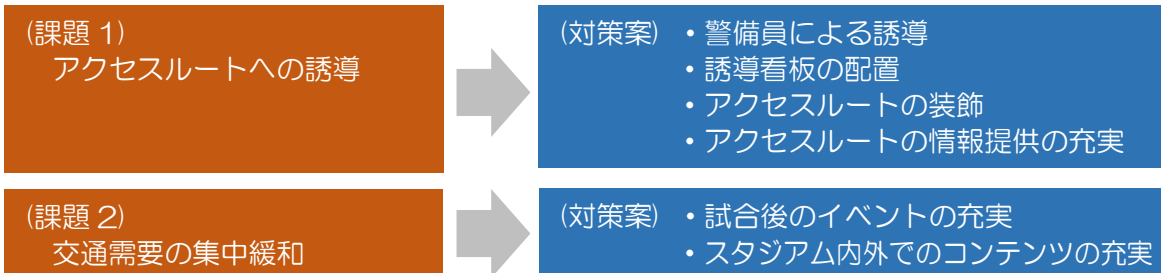 (課題 1)
アクセスルートへの誘導
(対策案) ・警備員による誘導
・誘導看板の配置
・アクセスルートの装飾
・アクセスルートの情報提供の充実
(課題 2)
交通需要の集中緩和
(対策案) ・試合後のイベントの充実
・スタジアム内外でのコンテンツの充実